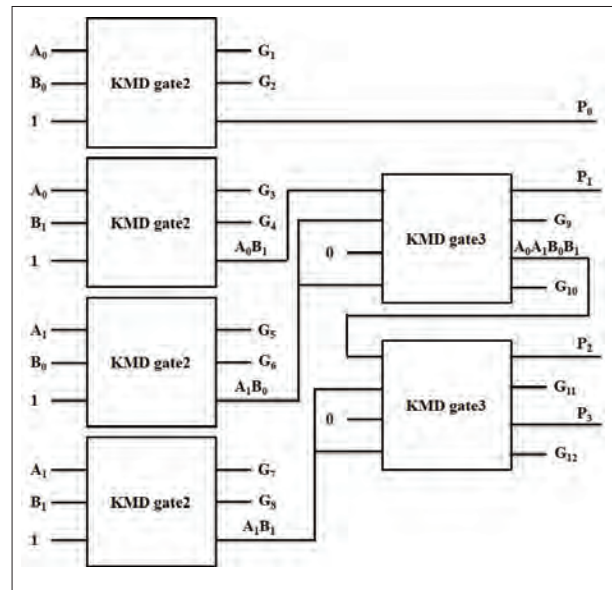 A₀ G₁
B₀ KMD gate2 G₂
1 P₀
A₀ G₃ P₁
B₁ KMD gate2 G₄ G₉
1 A₀B₁ 0 KMD gate3 A₀A₁B₀B₁
G₁₀
A₁ G₅
B₀ KMD gate2 G₆ P₂
1 A₁B₀ G₁₁
0 KMD gate3 P₃
A₁ G₇ G₁₂
B₁ KMD gate2 G₈
1 A₁B₁